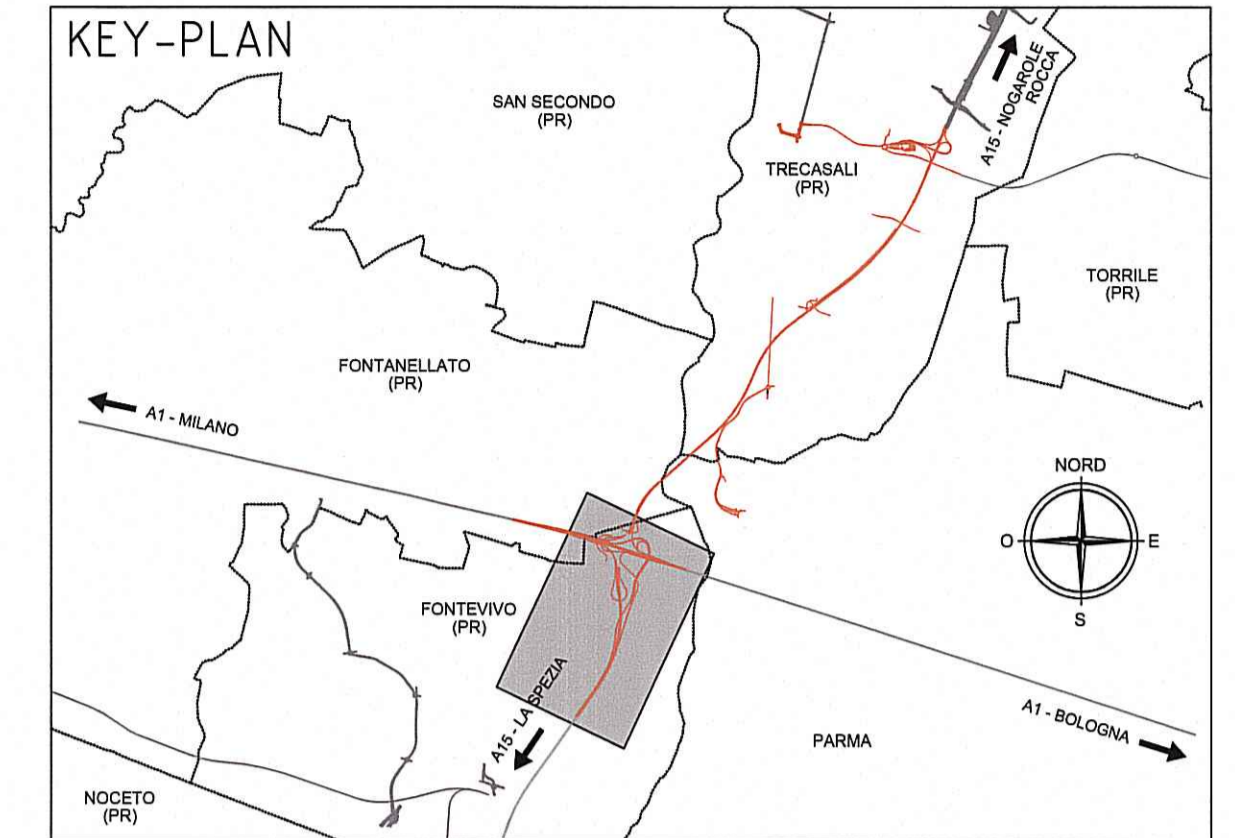 KEY-PLAN
SAN SECONDO
(PR)
A15 - NOGAROLE
ROCCA
TRECASALI
(PR)
TORRILE
(PR)
FONTANELLATO
(PR)
A1 - MILANO
NORD
O
E
S
FONTEVIVO
(PR)
A15 - LA SPEZIA
A1 - BOLOGNA
PARMA
NOCETO
(PR)